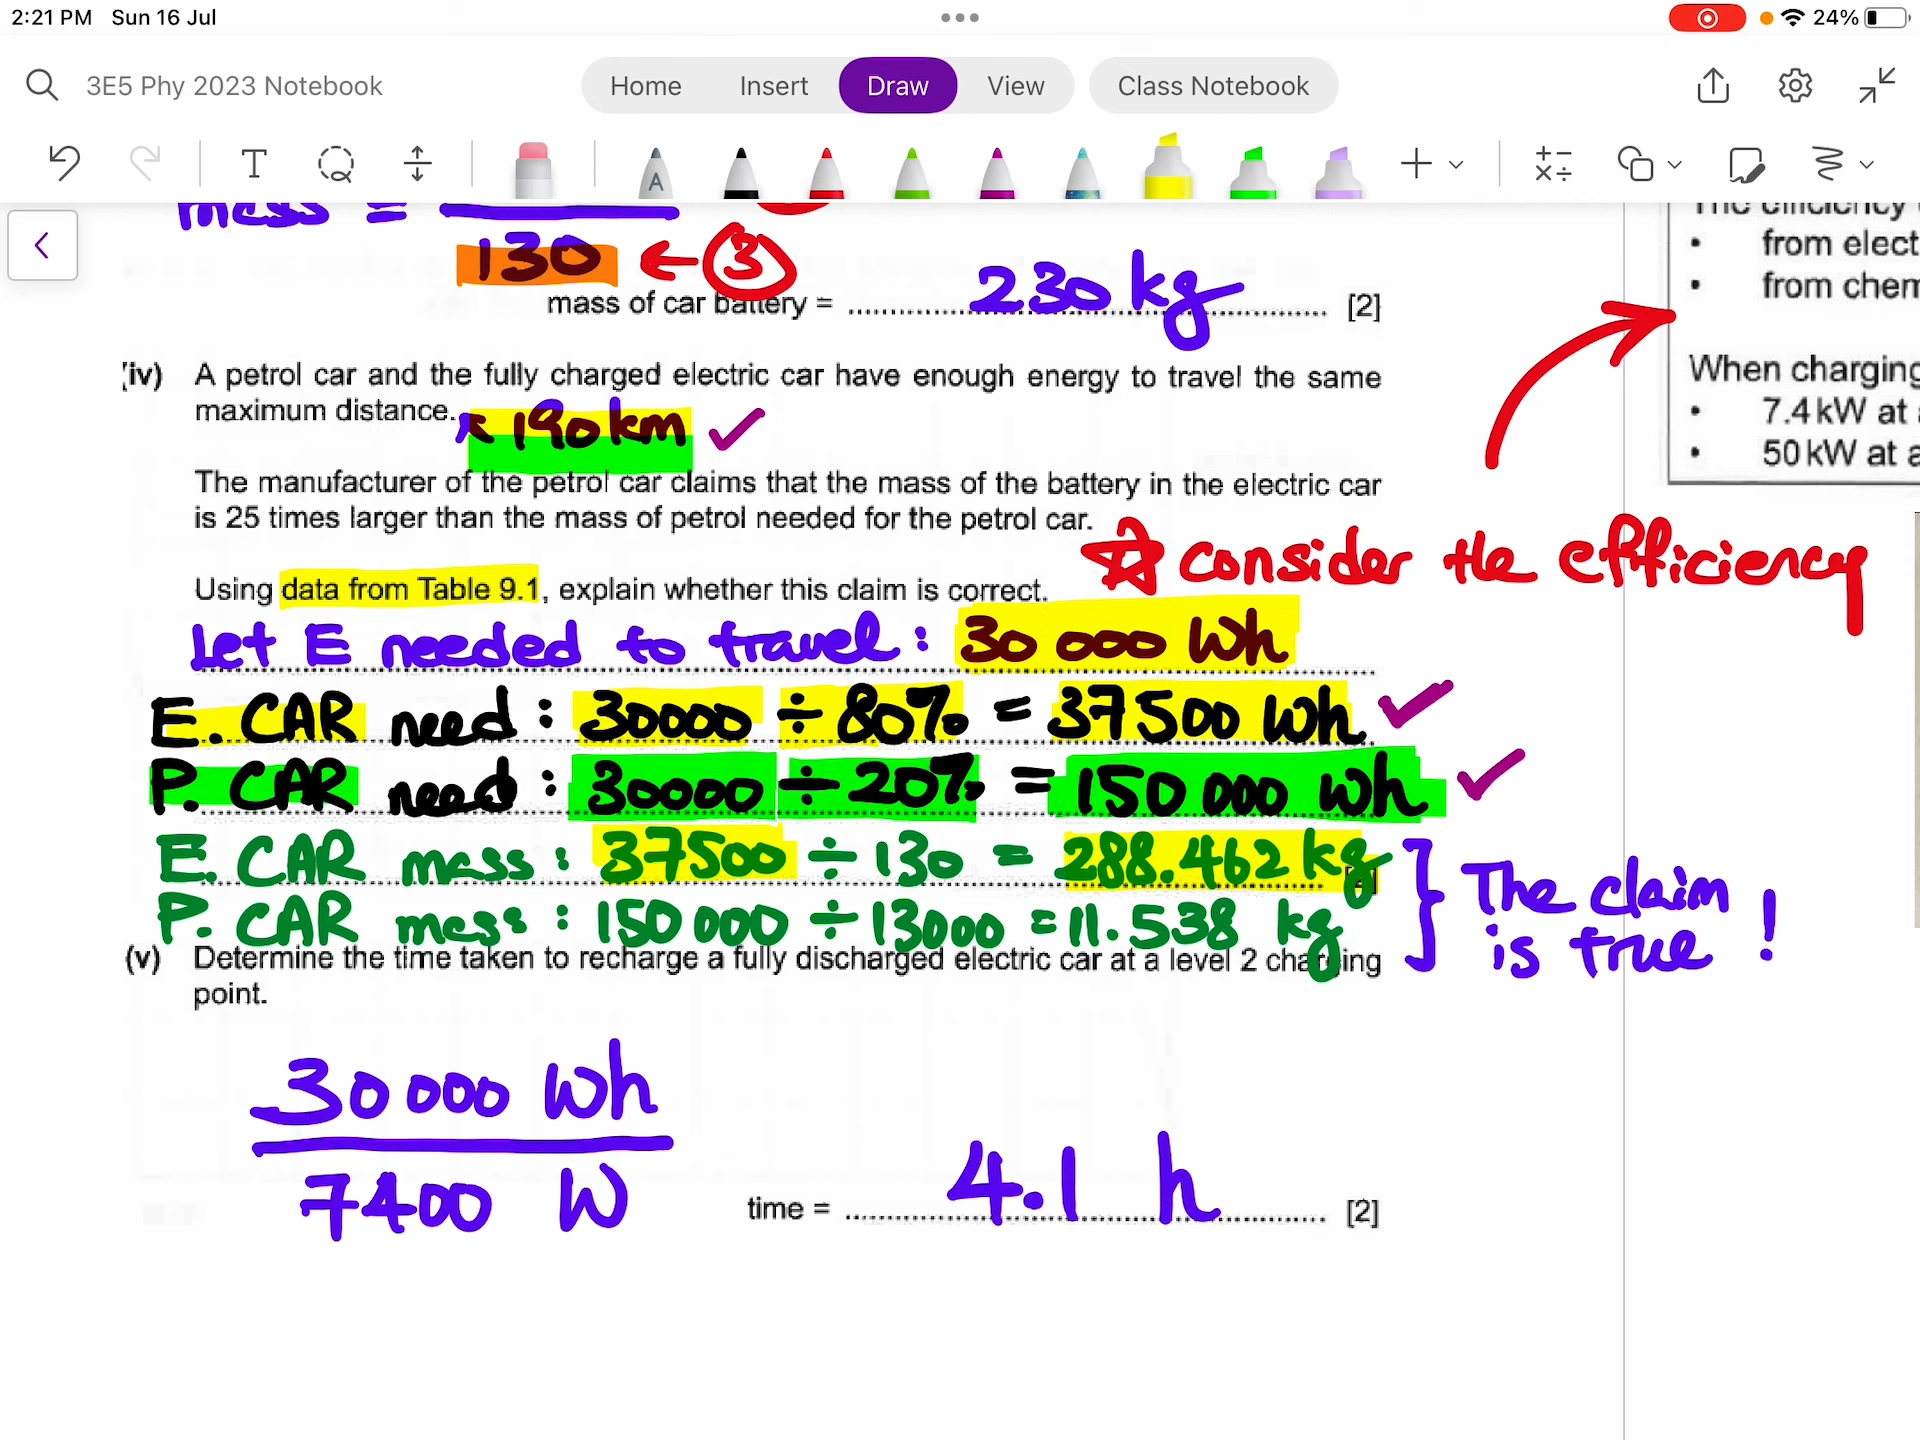 2:21 PM Sun 16 Jul
24%
3E5 Phy 2023 Notebook
Home Insert Draw View Class Notebook
T A
mass =
130 ← 3
mass of car battery = 230 kg [2]
(iv) A petrol car and the fully charged electric car have enough energy to travel the same
maximum distance.
190 km ✓
The manufacturer of the petrol car claims that the mass of the battery in the electric car
is 25 times larger than the mass of petrol needed for the petrol car.
☆ consider the efficiency
Using data from Table 9.1, explain whether this claim is correct.
Let E needed to travel : 30 000 Wh
E. CAR need : 30000 ÷ 80% = 37500 Wh ✓
P. CAR need : 30000 ÷ 20% = 150 000 Wh ✓
E. CAR mass : 37500 ÷ 130 = 288.462 kg
P. CAR mass : 150 000 ÷ 13000 = 11.538 kg
} The claim
is true !
(v) Determine the time taken to recharge a fully discharged electric car at a level 2 charging
point.
30 000 Wh
7400 W
time = 4.1 h [2]
The efficiency
• from elect
• from chem
When charging
• 7.4 kW at
• 50 kW at a